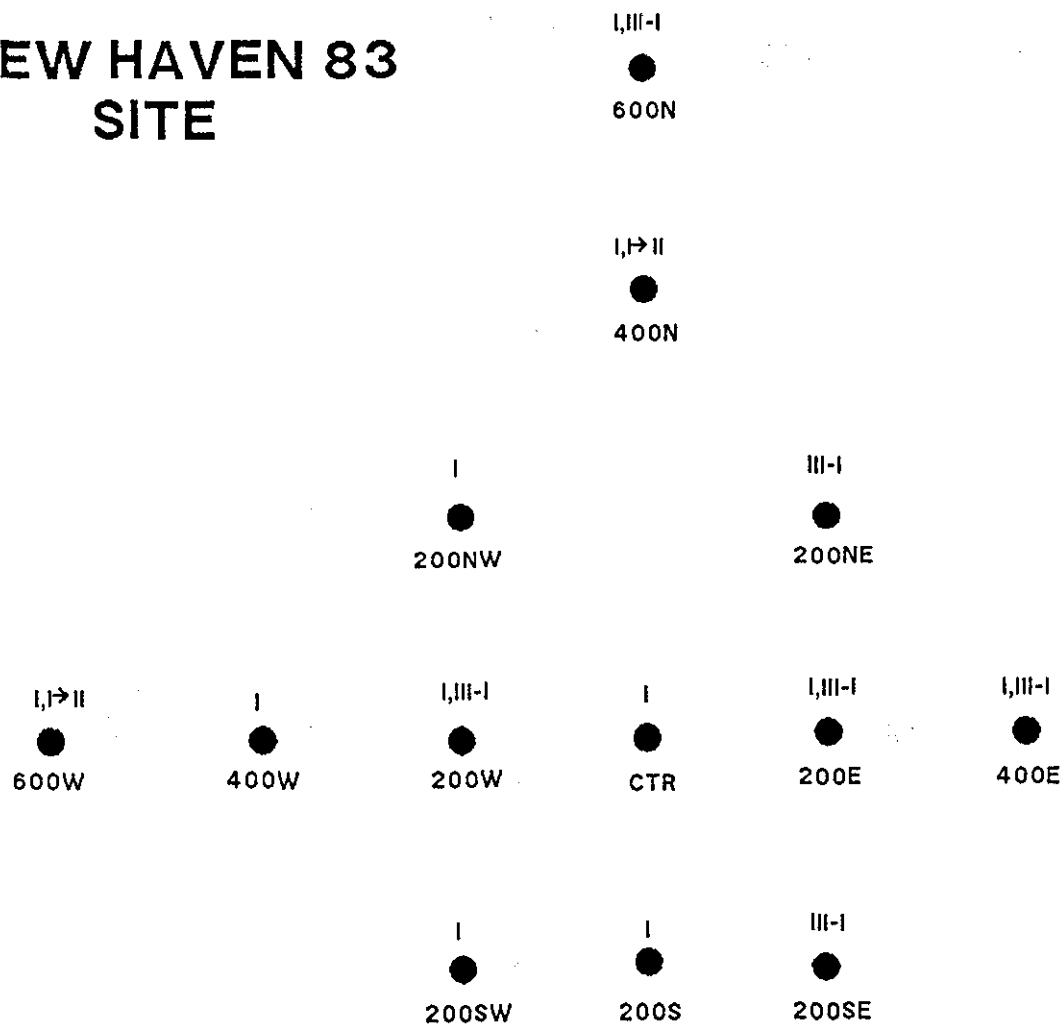 EW HAVEN 83
SITE
I,III-I
600N
I,I→II
400N
I
200NW
III-I
200NE
I,I→II
600W
I
400W
I,III-I
200W
I
CTR
I,III-I
200E
I,III-I
400E
I
200SW
I
200S
III-I
200SE